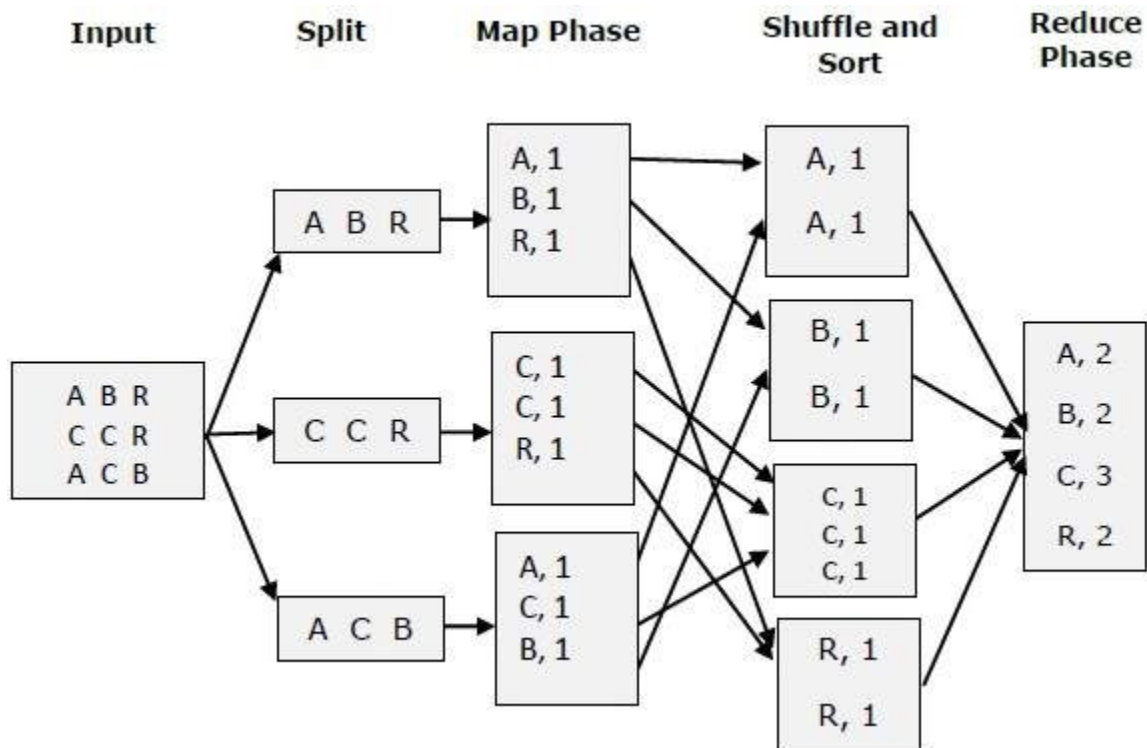 Input
Split
Map Phase
Shuffle and
Sort
Reduce
Phase
A B R
C C R
A C B
A B R
C C R
A C B
A, 1
B, 1
R, 1
C, 1
C, 1
R, 1
A, 1
C, 1
B, 1
A, 1
A, 1
B, 1
B, 1
C, 1
C, 1
C, 1
R, 1
R, 1
A, 2
B, 2
C, 3
R, 2